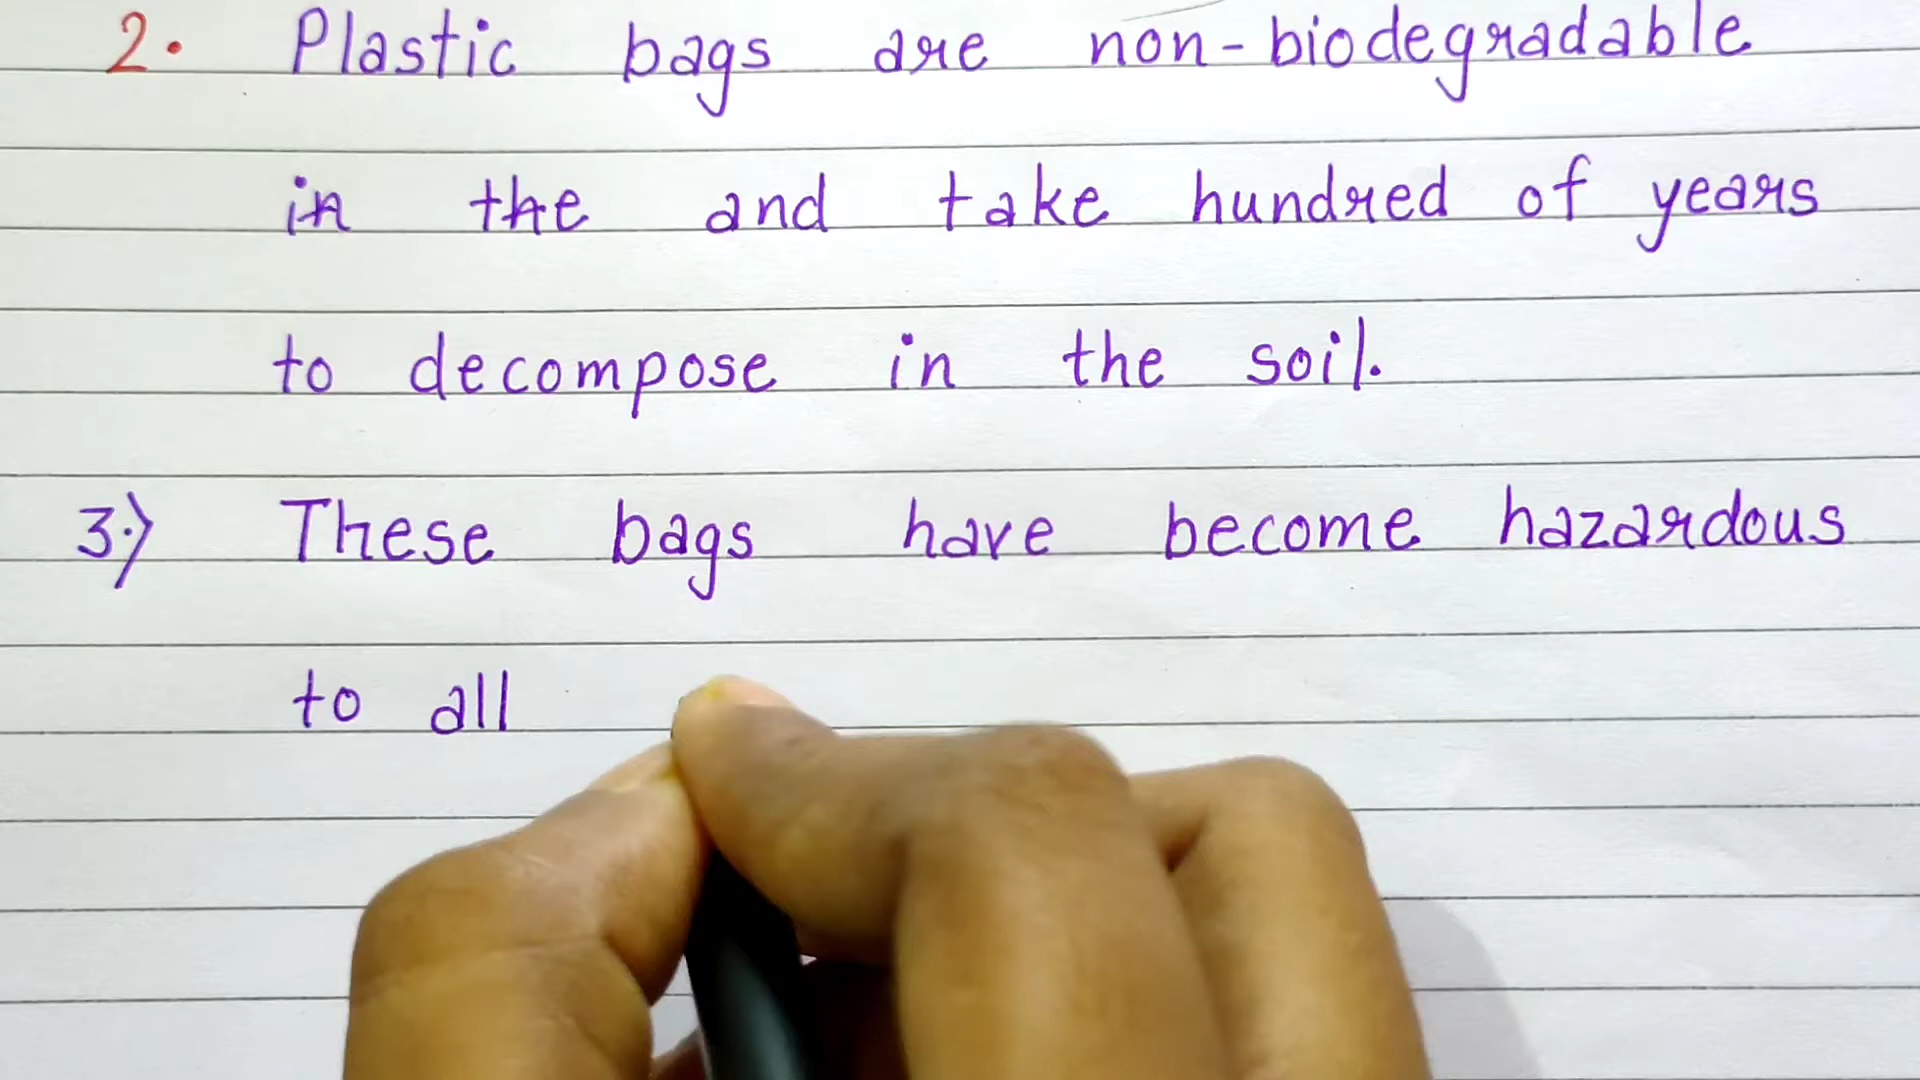 2. Plastic bags are non-biodegradable
in the and take hundred of years
to decompose in the soil.
3.) These bags have become hazardous
to all